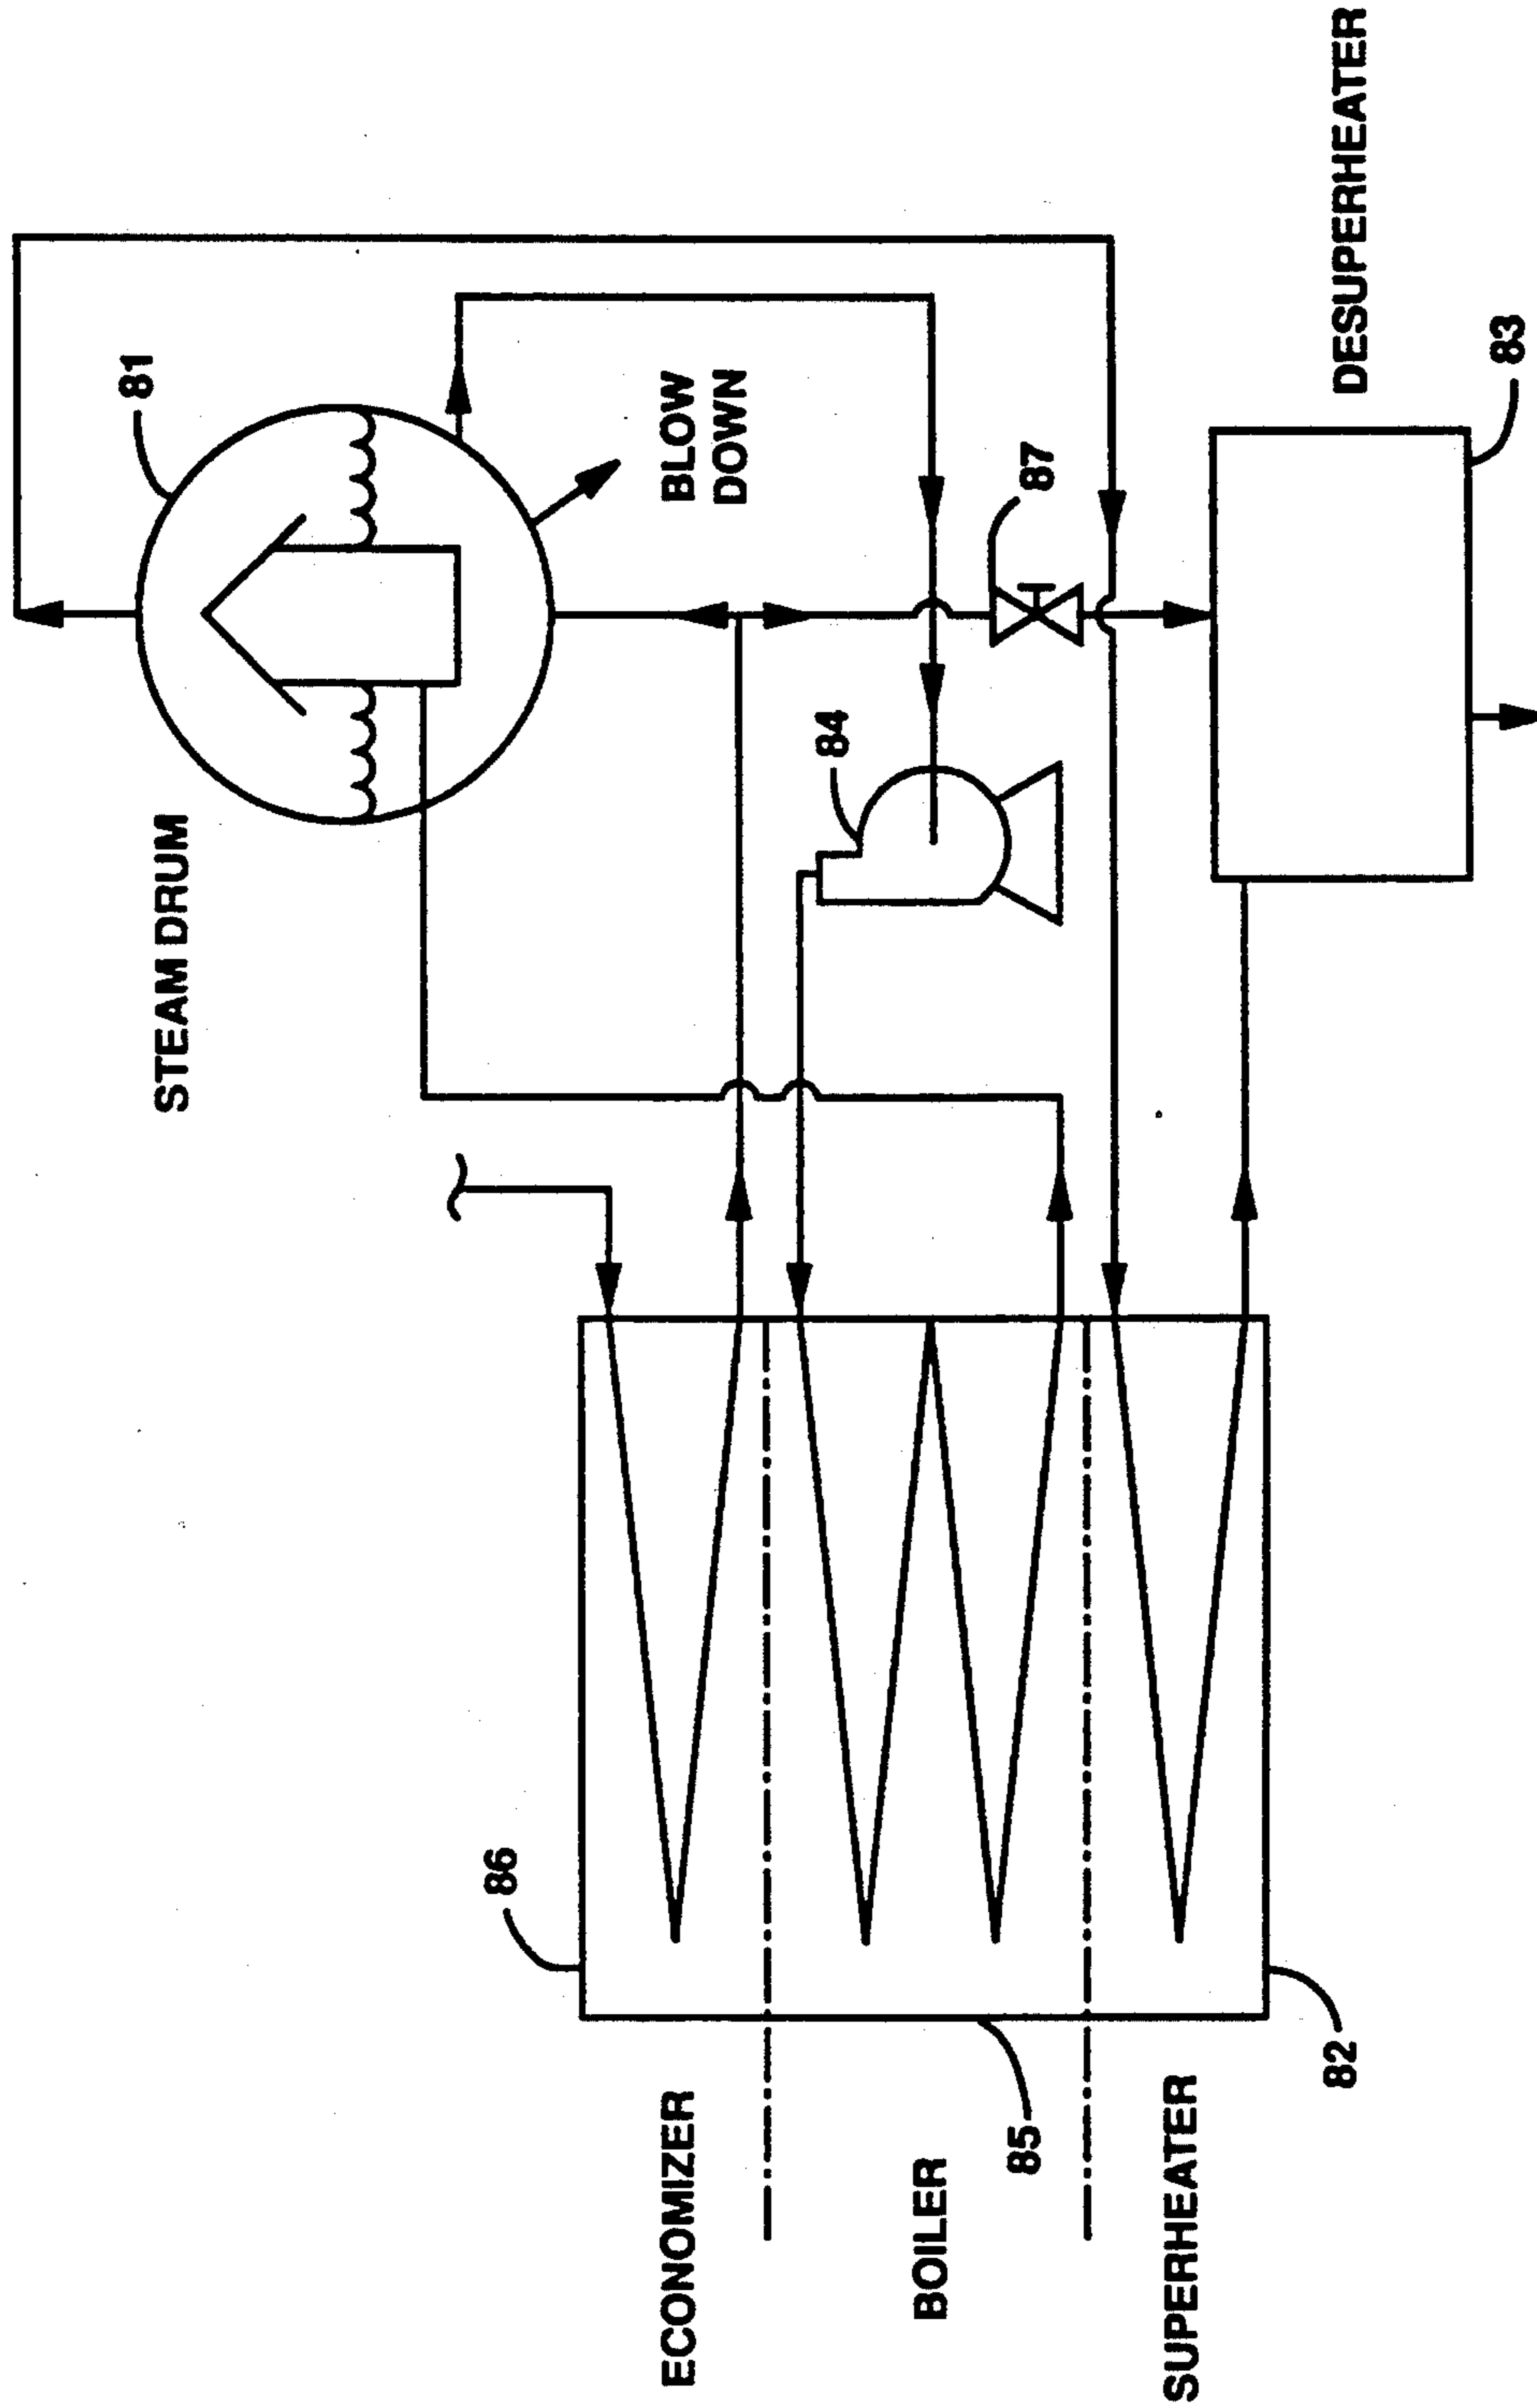 STEAM DRUM
81
BLOW
DOWN
84
87
DESUPERHEATER
83
86
ECONOMIZER
85
BOILER
82
SUPERHEATER